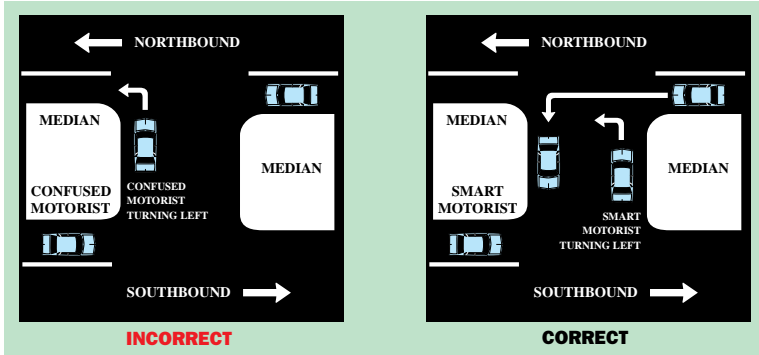 NORTHBOUND
MEDIAN
CONFUSED
MOTORIST
CONFUSED
MOTORIST
TURNING LEFT
MEDIAN
SOUTHBOUND
INCORRECT
NORTHBOUND
MEDIAN
SMART
MOTORIST
MEDIAN
SMART
MOTORIST
TURNING LEFT
SOUTHBOUND
CORRECT